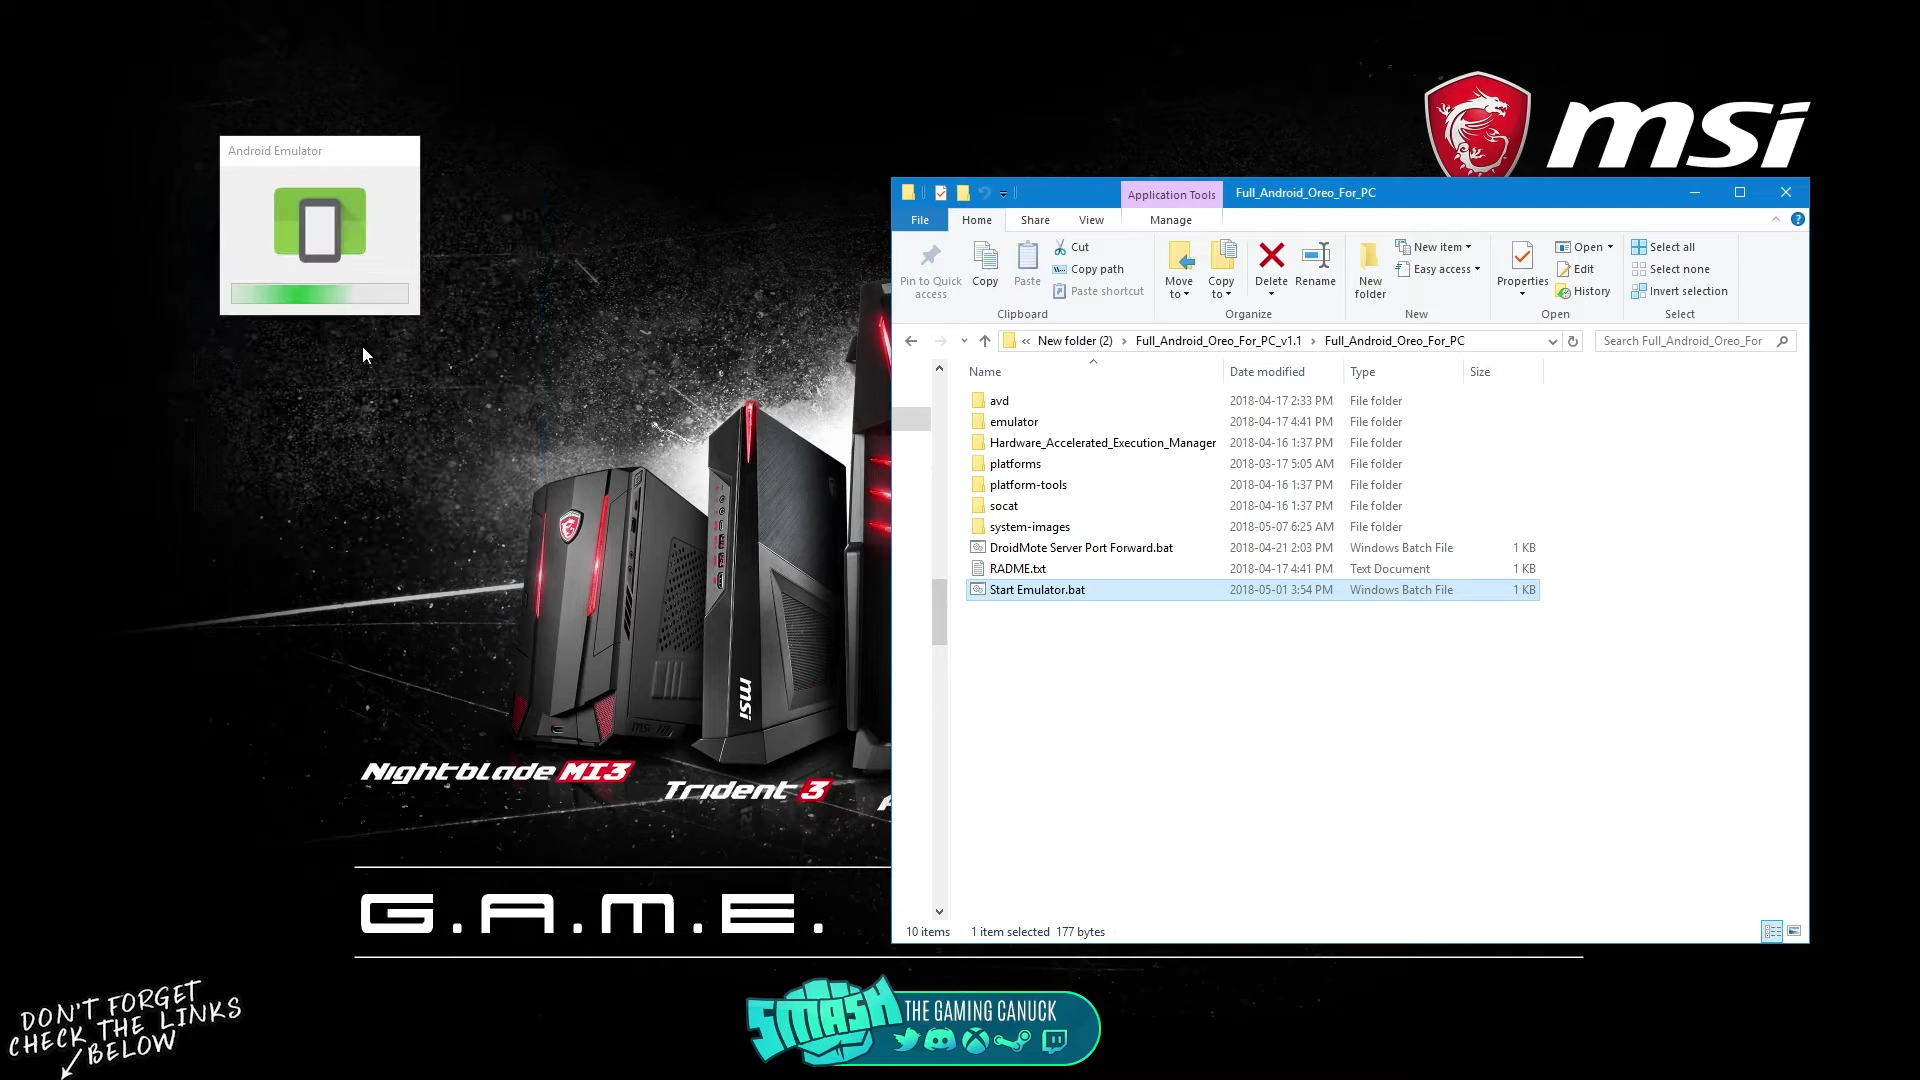 Android Emulator
msi
Application Tools
Full_Android_Oreo_For_PC
File
Home
Share
View
Manage
Pin to Quick access
Copy
Paste
Cut
Copy path
Paste shortcut
Clipboard
Move to
Copy to
Delete
Rename
Organize
New folder
New item
Easy access
New
Properties
Open
Edit
History
Open
Select all
Select none
Invert selection
Select
« New folder (2) › Full_Android_Oreo_For_PC_v1.1 › Full_Android_Oreo_For_PC
Search Full_Android_Oreo_For
Name Date modified Type Size
avd 2018-04-17 2:33 PM File folder
emulator 2018-04-17 4:41 PM File folder
Hardware_Accelerated_Execution_Manager 2018-04-16 1:37 PM File folder
platforms 2018-03-17 5:05 AM File folder
platform-tools 2018-04-16 1:37 PM File folder
socat 2018-04-16 1:37 PM File folder
system-images 2018-05-07 6:25 AM File folder
DroidMote Server Port Forward.bat 2018-04-21 2:03 PM Windows Batch File 1 KB
RADME.txt 2018-04-17 4:41 PM Text Document 1 KB
Start Emulator.bat 2018-05-01 3:54 PM Windows Batch File 1 KB
10 items 1 item selected 177 bytes
msi
Nightblade MI3
Trident 3
G.A.M.E.
DON'T FORGET
CHECK THE LINKS
BELOW
SMASH
THE GAMING CANUCK